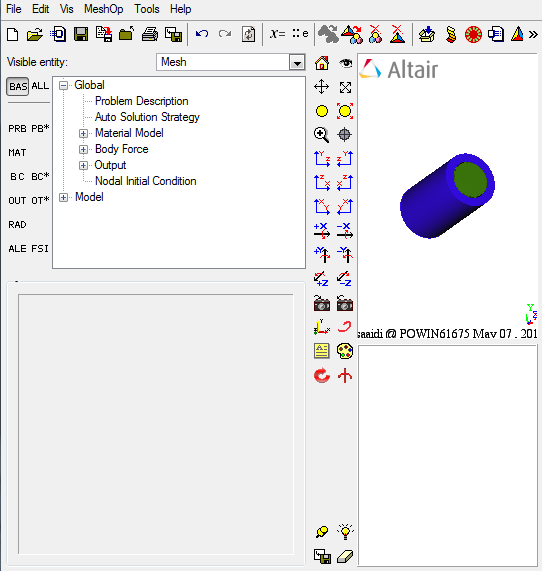 File Edit Vis MeshOp Tools Help
x= :: e
Visible entity: Mesh
Altair
BAS ALL
PRB PB*
MAT
BC BC*
OUT OT*
RAD
ALE FSI
Global
Problem Description
Auto Solution Strategy
Material Model
Body Force
Output
Nodal Initial Condition
Model
+X -X
+Y -Y
+Z -Z
saaidi @ POWIN61675 May 07 , 201